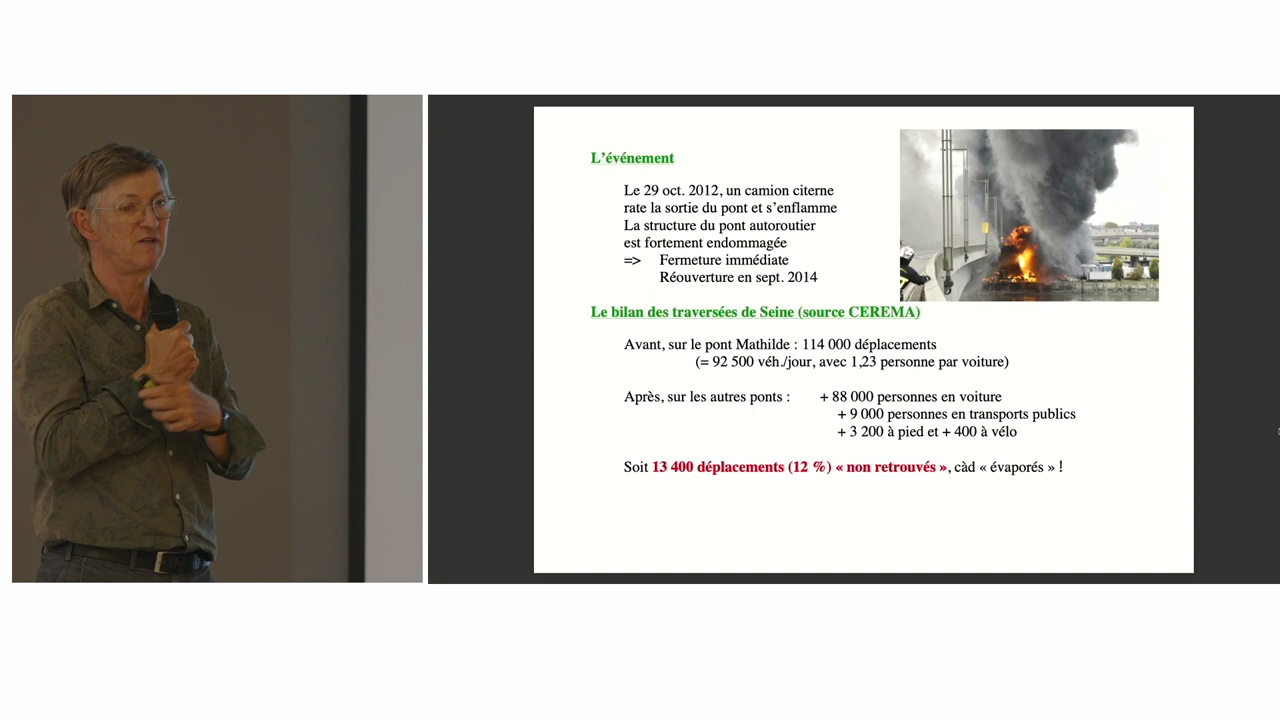 L'événement
Le 29 oct. 2012, un camion citerne
rate la sortie du pont et s'enflamme
La structure du pont autoroutier
est fortement endommagée
=> Fermeture immédiate
Réouverture en sept. 2014
Le bilan des traversées de Seine (source CEREMA)
Avant, sur le pont Mathilde : 114 000 déplacements
(= 92 500 véh./jour, avec 1,23 personne par voiture)
Après, sur les autres ponts : + 88 000 personnes en voiture
+ 9 000 personnes en transports publics
+ 3 200 à pied et + 400 à vélo
Soit 13 400 déplacements (12 %) « non retrouvés », càd « évaporés » !